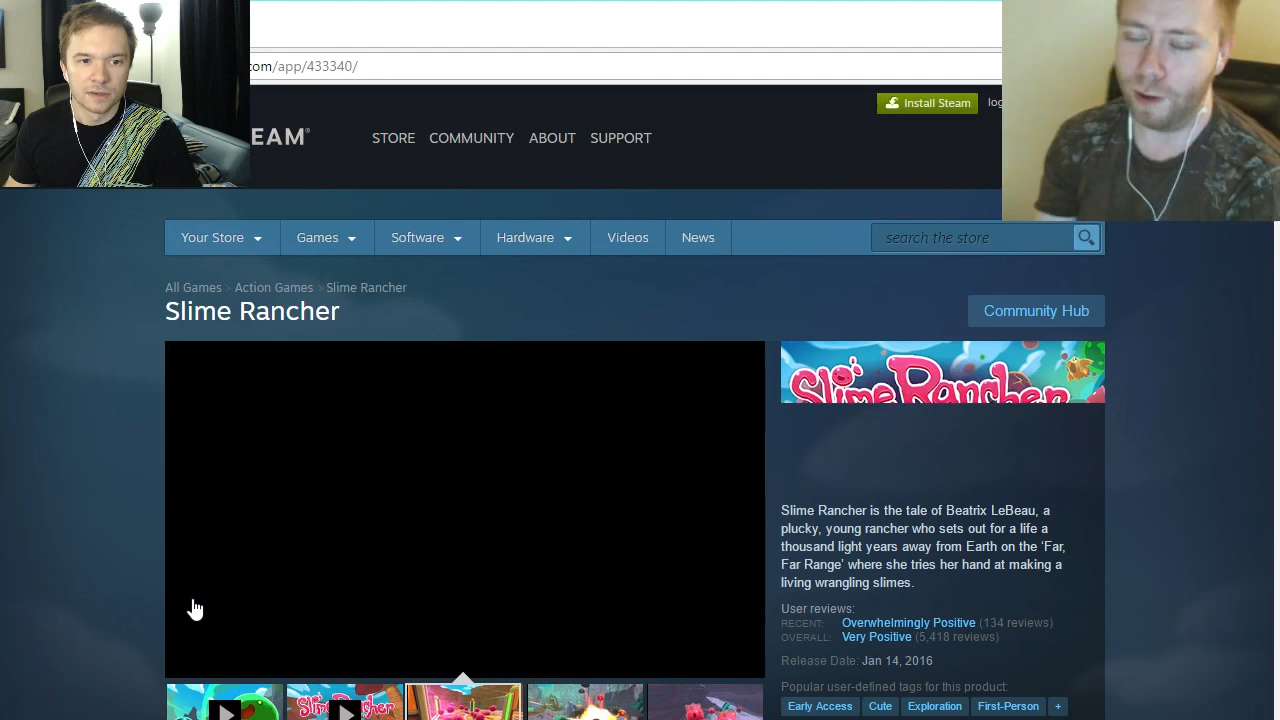 com/app/433340/
Install Steam
log
EAM®
STORE COMMUNITY ABOUT SUPPORT
Your Store Games Software Hardware Videos News
search the store
All Games > Action Games > Slime Rancher
Slime Rancher
Community Hub
Slime Rancher
Slime Rancher is the tale of Beatrix LeBeau, a
plucky, young rancher who sets out for a life a
thousand light years away from Earth on the ‘Far,
Far Range’ where she tries her hand at making a
living wrangling slimes.
User reviews:
RECENT: Overwhelmingly Positive (134 reviews)
OVERALL: Very Positive (5,418 reviews)
Release Date: Jan 14, 2016
Popular user-defined tags for this product:
Early Access Cute Exploration First-Person +
Slime Rancher